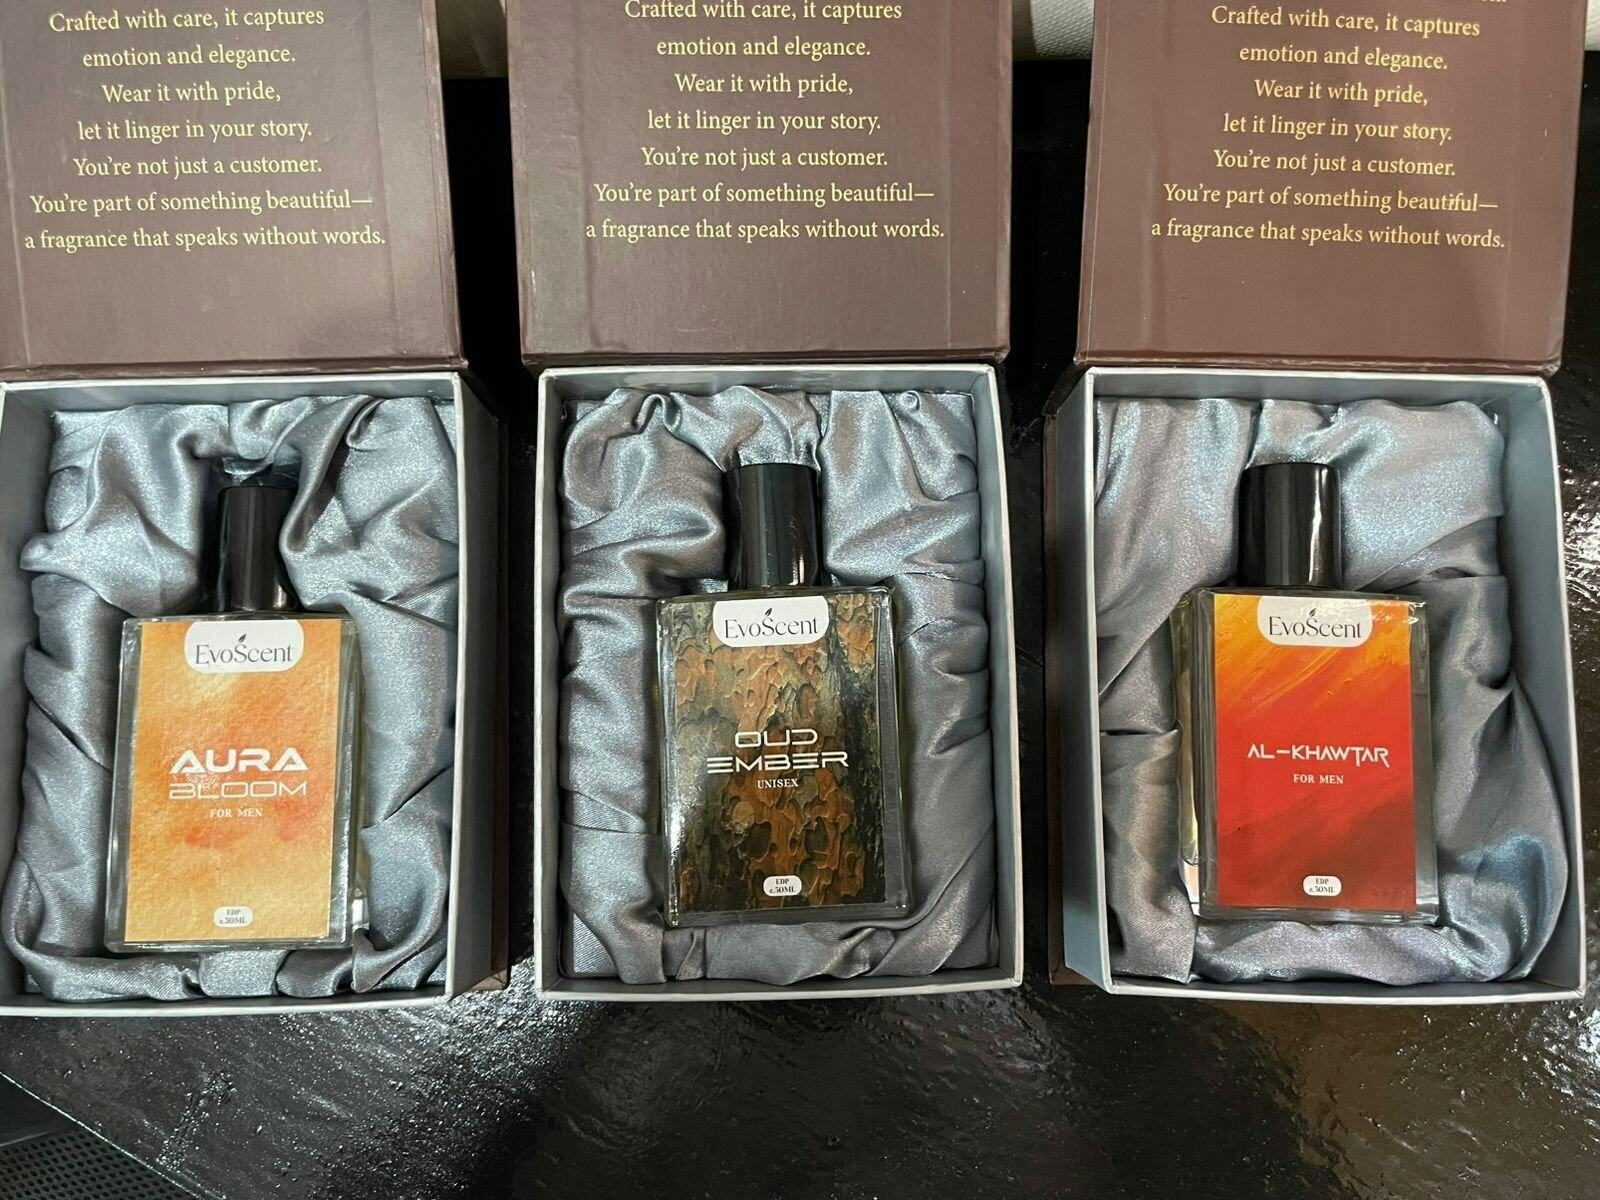 Crafted with care, it captures
emotion and elegance.
Wear it with pride,
let it linger in your story.
You're not just a customer.
You're part of something beautiful—
a fragrance that speaks without words.
EvoScent
AURA
BLOOM
FOR MEN
EDP
e.50ML
Crafted with care, it captures
emotion and elegance.
Wear it with pride,
let it linger in your story.
You're not just a customer.
You're part of something beautiful—
a fragrance that speaks without words.
EvoScent
OUD
EMBER
UNISEX
EDP
e.50ML
Crafted with care, it captures
emotion and elegance.
Wear it with pride,
let it linger in your story.
You're not just a customer.
You're part of something beautiful—
a fragrance that speaks without words.
EvoScent
AL-KHAWTAR
FOR MEN
EDP
e.50ML